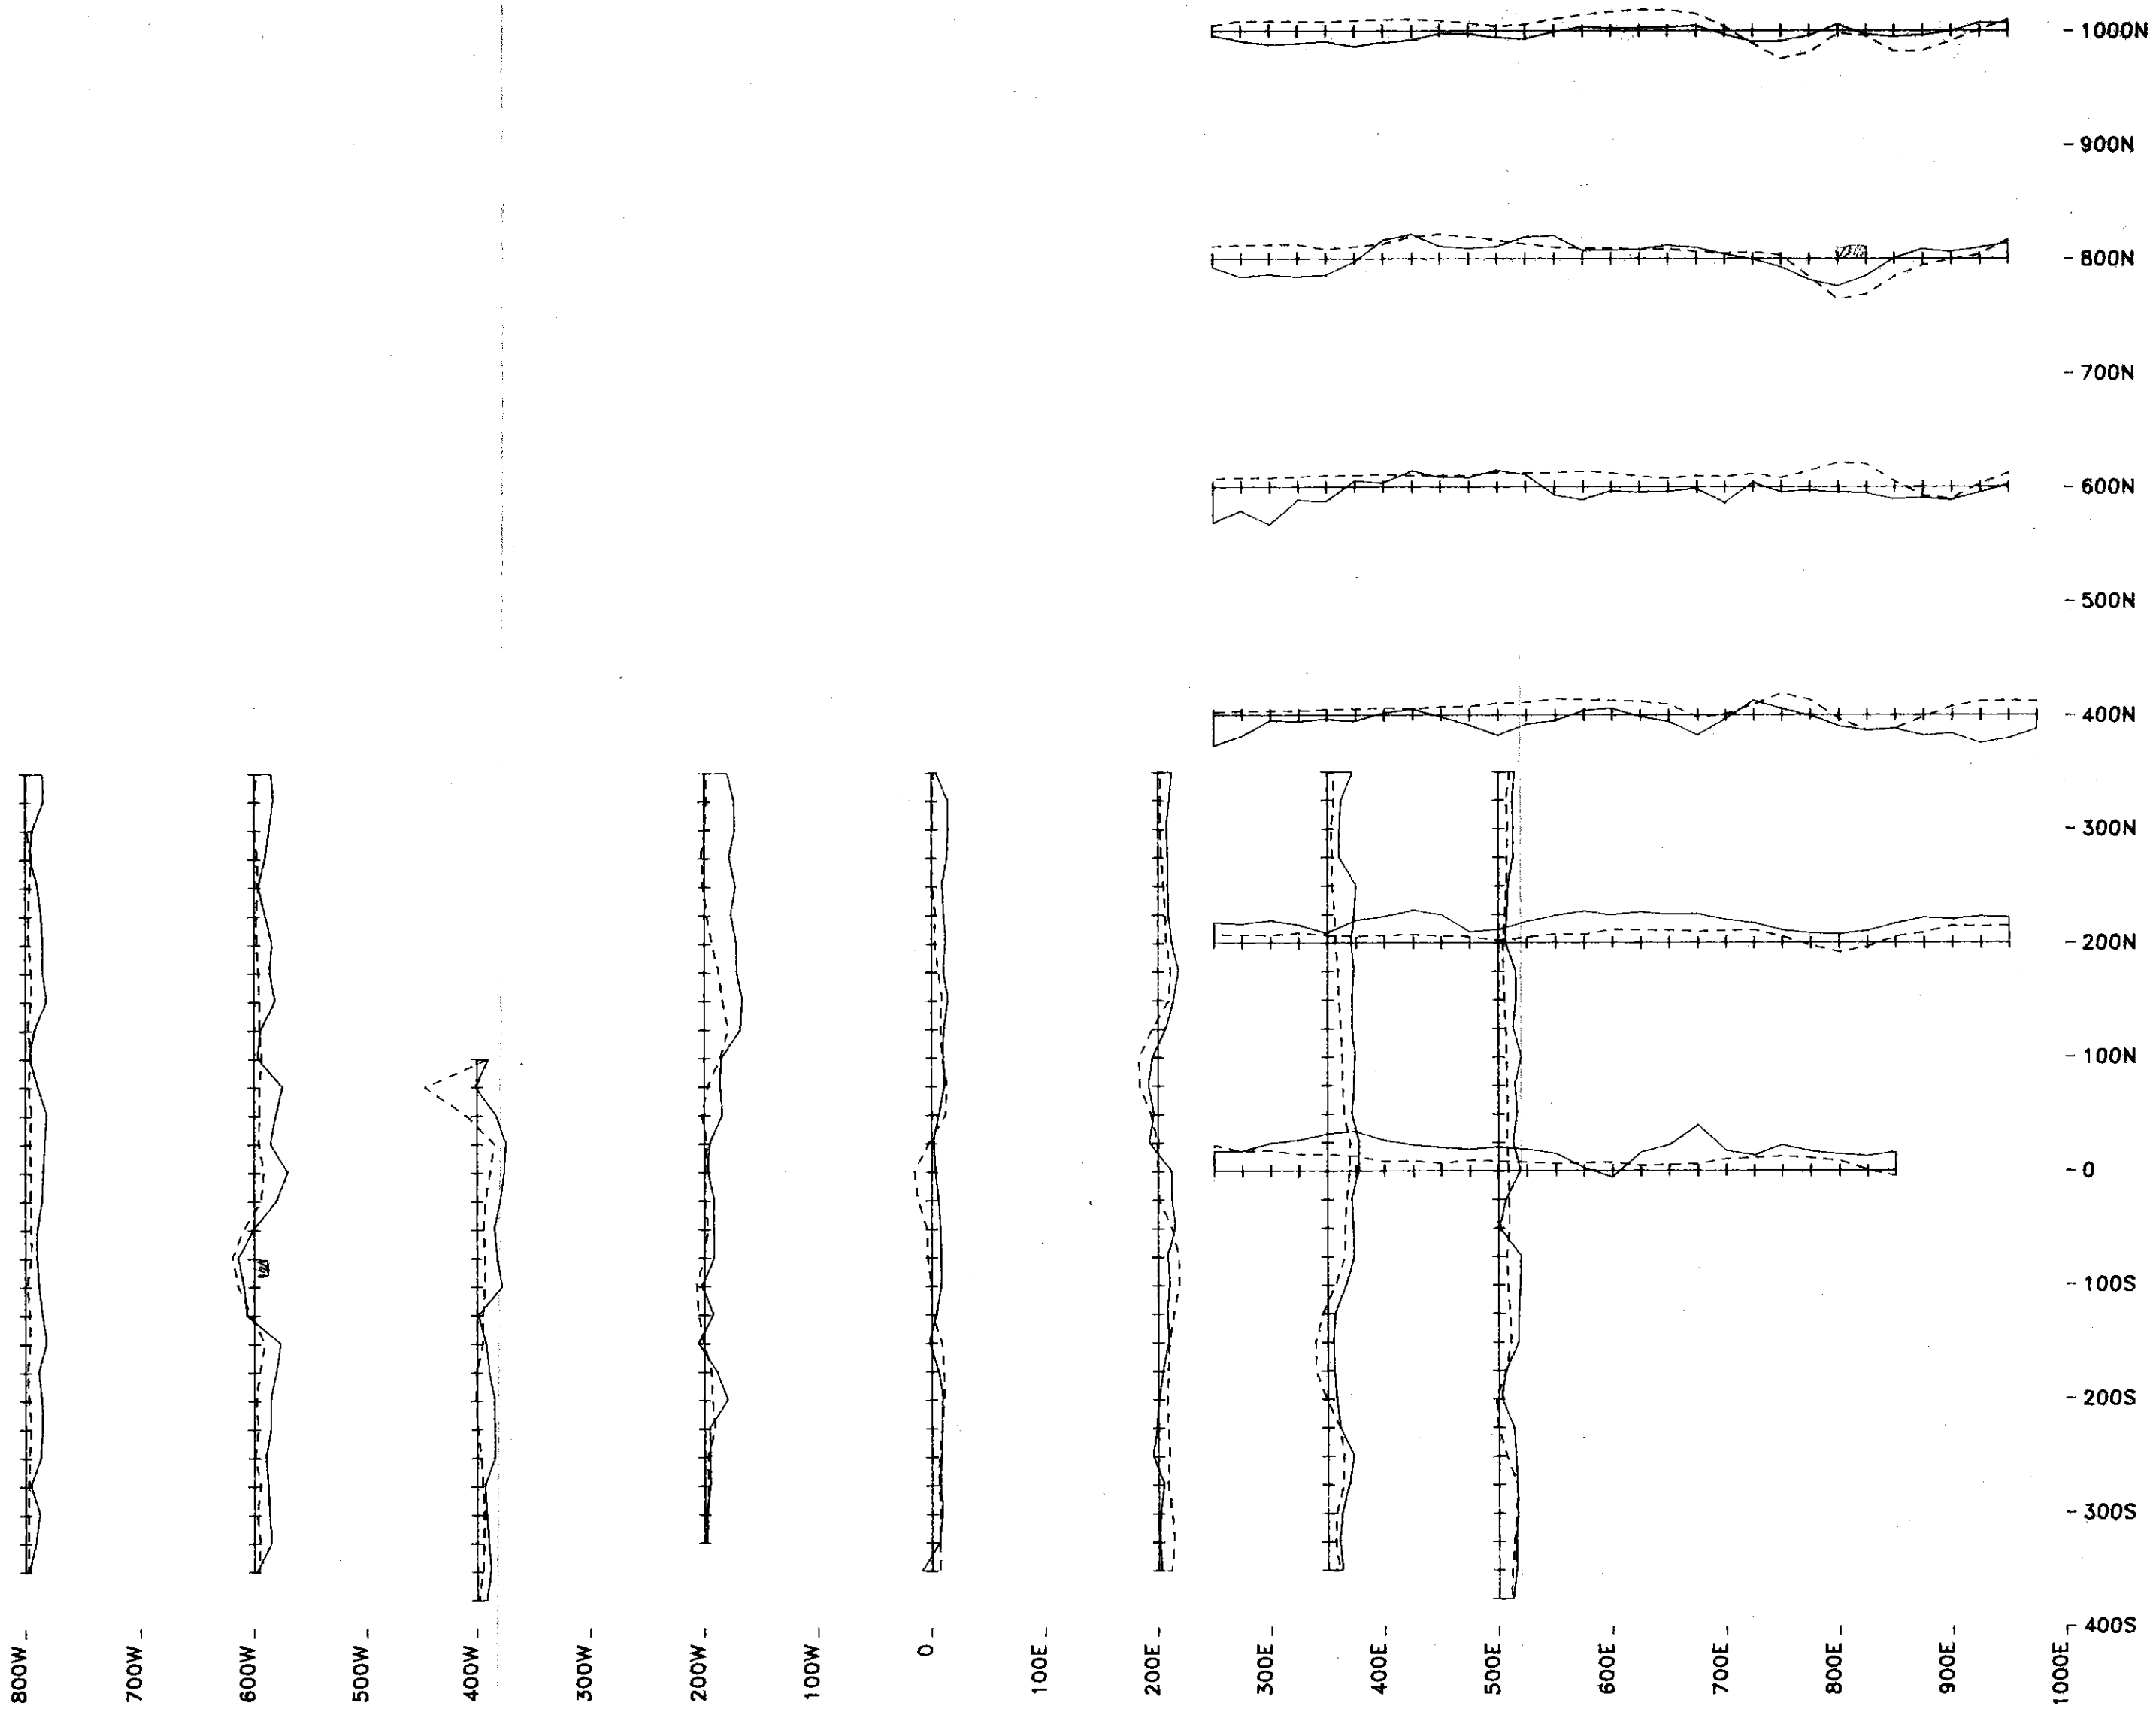 - 1000N
- 900N
- 800N
- 700N
- 600N
- 500N
- 400N
- 300N
- 200N
- 100N
- 0
- 100S
- 200S
- 300S
- 400S
800W -
700W -
600W -
500W -
400W -
300W -
200W -
100W -
0 -
100E -
200E -
300E -
400E -
500E -
600E -
700E -
800E -
900E -
1000E -